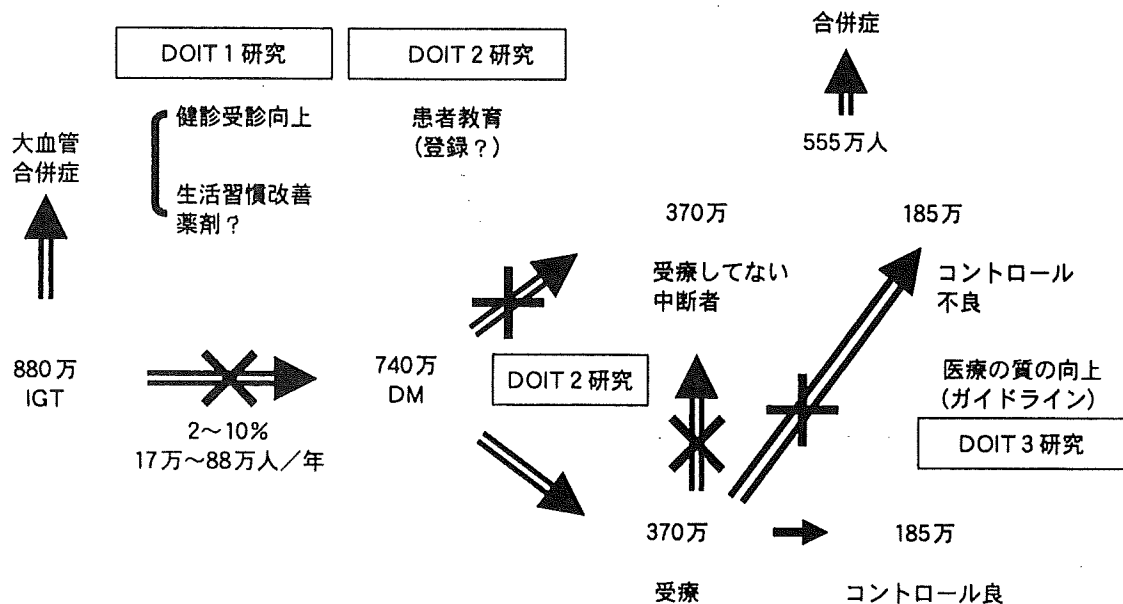 DOIT 1 研究
DOIT 2 研究
合併症
健診受診向上
生活習慣改善
薬剤？
患者教育
(登録？)
555万人
大血管
合併症
370万
185万
受療してない
中断者
コントロール
不良
880万
IGT
2〜10%
17万〜88万人／年
740万
DM
DOIT 2 研究
医療の質の向上
(ガイドライン)
DOIT 3 研究
370万
185万
受療
コントロール良